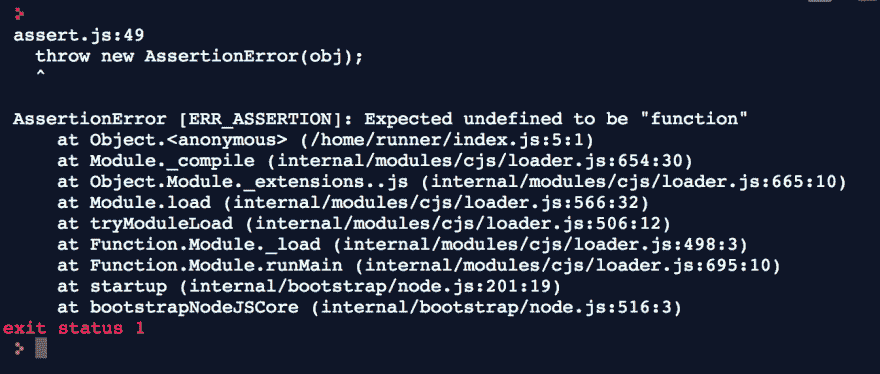 >
assert.js:49
  throw new AssertionError(obj);
  ^
AssertionError [ERR_ASSERTION]: Expected undefined to be "function"
    at Object.<anonymous> (/home/runner/index.js:5:1)
    at Module._compile (internal/modules/cjs/loader.js:654:30)
    at Object.Module._extensions..js (internal/modules/cjs/loader.js:665:10)
    at Module.load (internal/modules/cjs/loader.js:566:32)
    at tryModuleLoad (internal/modules/cjs/loader.js:506:12)
    at Function.Module._load (internal/modules/cjs/loader.js:498:3)
    at Function.Module.runMain (internal/modules/cjs/loader.js:695:10)
    at startup (internal/bootstrap/node.js:201:19)
    at bootstrapNodeJSCore (internal/bootstrap/node.js:516:3)
exit status 1
>